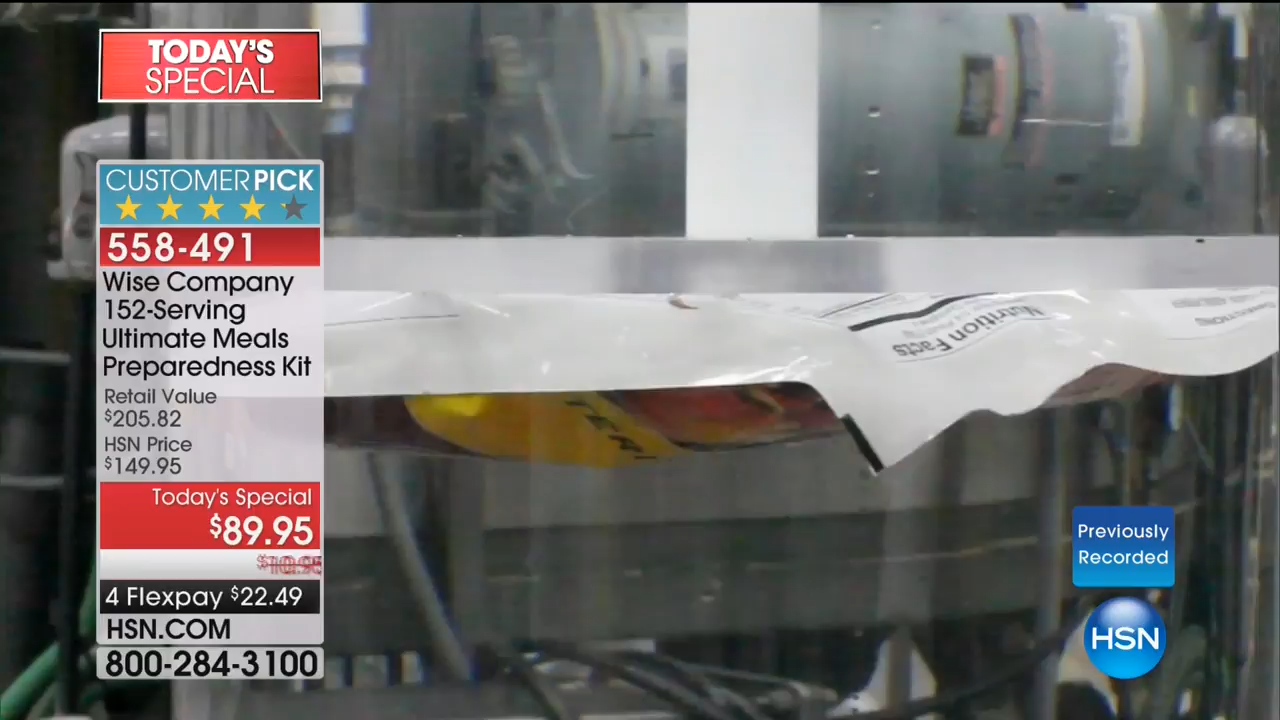 TODAY'S
SPECIAL
CUSTOMER PICK
558-491
Wise Company
152-Serving
Ultimate Meals
Preparedness Kit
Retail Value
$205.82
HSN Price
$149.95
Today's Special
$89.95
4 Flexpay $22.49
HSN.COM
800-284-3100
Nutrition Facts
Previously
Recorded
HSN